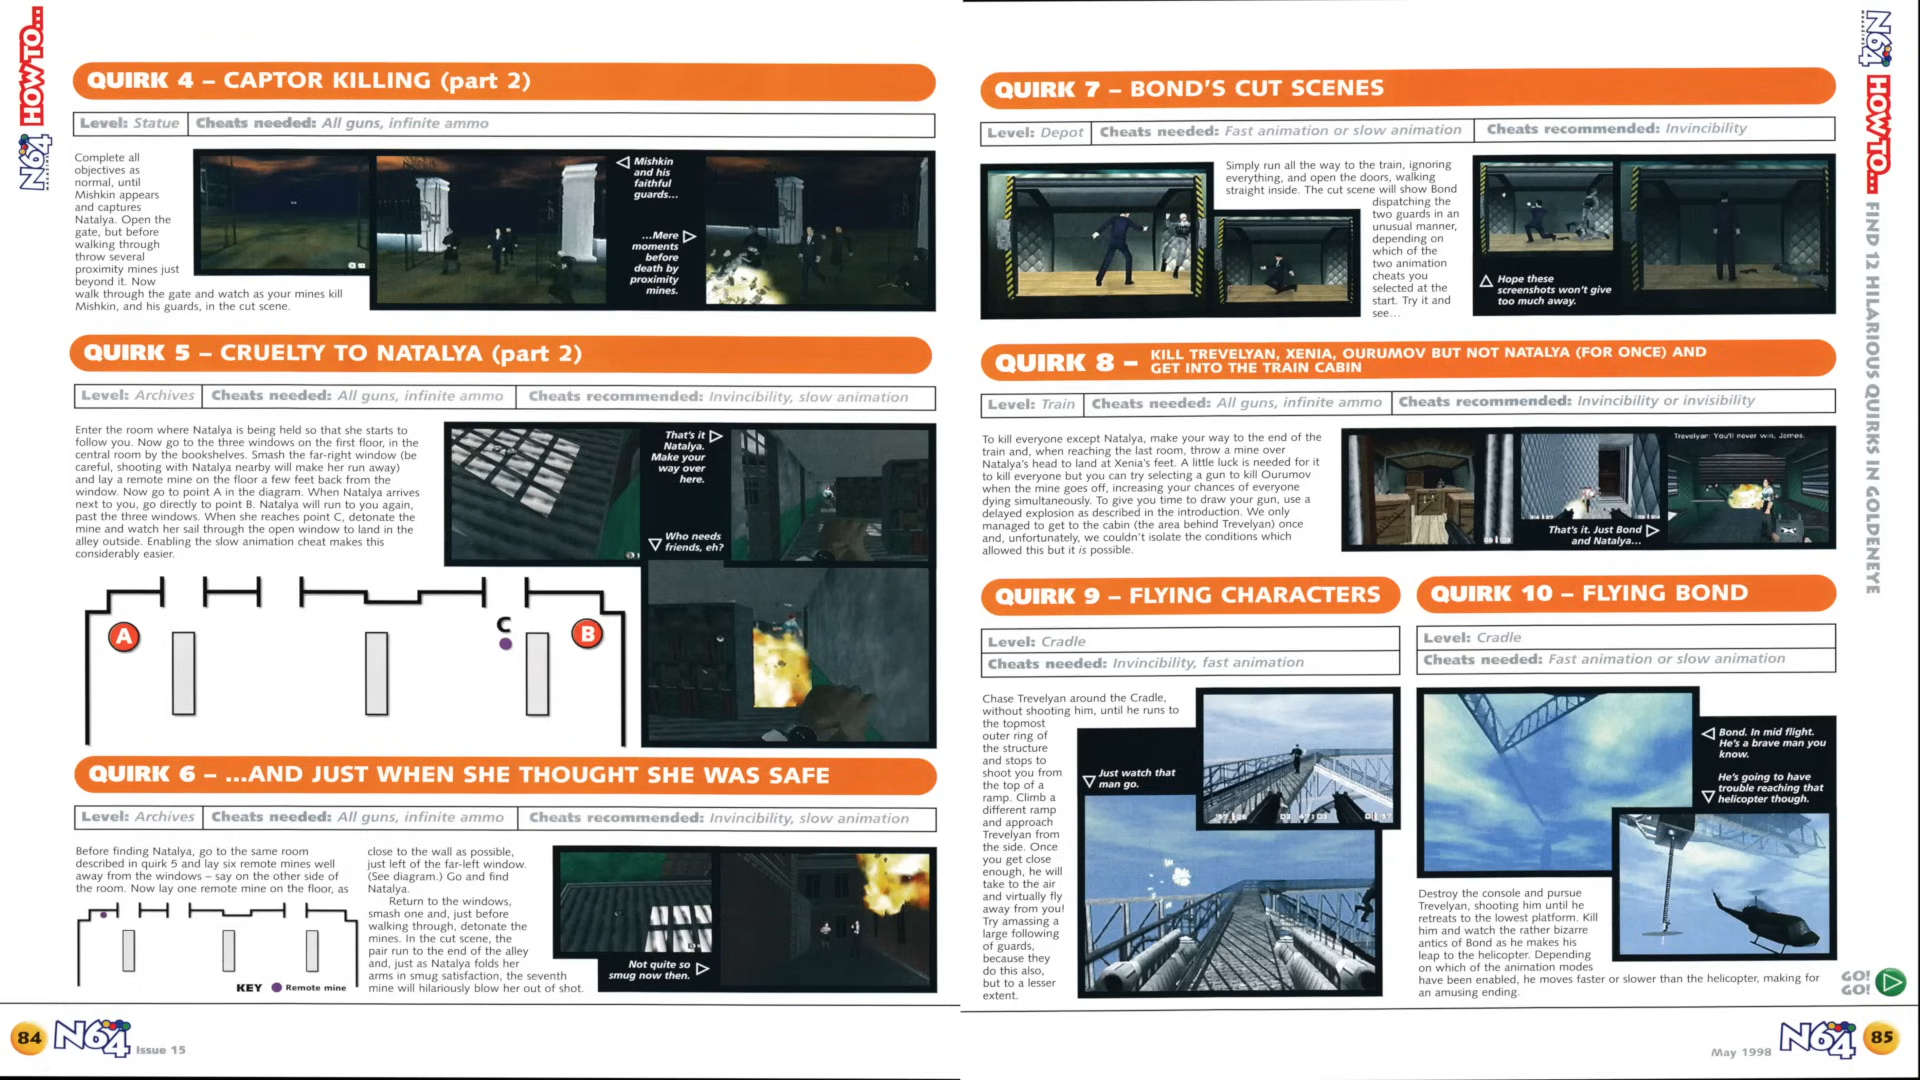 N64 MAGAZINE HOW TO...
QUIRK 4 – CAPTOR KILLING (part 2)
Level: Statue Cheats needed: All guns, infinite ammo
Complete all
objectives as
normal, until
Mishkin appears
and captures
Natalya. Open the
gate, but before
walking through
throw several
proximity mines just
beyond it. Now
walk through the gate and watch as your mines kill
Mishkin, and his guards, in the cut scene.
Mishkin
and his
faithful
guards...
...Mere
moments
before
death by
proximity
mines.
QUIRK 5 – CRUELTY TO NATALYA (part 2)
Level: Archives Cheats needed: All guns, infinite ammo Cheats recommended: Invincibility, slow animation
Enter the room where Natalya is being held so that she starts to
follow you. Now go to the three windows on the first floor, in the
central room by the bookshelves. Smash the far-right window (be
careful, shooting with Natalya nearby will make her run away)
and lay a remote mine on the floor a few feet back from the
window. Now go to point A in the diagram. When Natalya arrives
next to you, go directly to point B. Natalya will run to you again,
past the three windows. When she reaches point C, detonate the
mine and watch her sail through the open window to land in the
alley outside. Enabling the slow animation cheat makes this
considerably easier.
That's it
Natalya.
Make your
way over
here.
Who needs
friends, eh?
A
C
B
QUIRK 6 – ...AND JUST WHEN SHE THOUGHT SHE WAS SAFE
Level: Archives Cheats needed: All guns, infinite ammo Cheats recommended: Invincibility, slow animation
Before finding Natalya, go to the same room
described in quirk 5 and lay six remote mines well
away from the windows – say on the other side of
the room. Now lay one remote mine on the floor, as
close to the wall as possible,
just left of the far-left window.
(See diagram.) Go and find
Natalya.
Return to the windows,
smash one and, just before
walking through, detonate the
mines. In the cut scene, the
pair run to the end of the alley
and, just as Natalya folds her
arms in smug satisfaction, the seventh
mine will hilariously blow her out of shot.
KEY Remote mine
Not quite so
smug now then.
84 N64 Issue 15
QUIRK 7 – BOND'S CUT SCENES
Level: Depot Cheats needed: Fast animation or slow animation Cheats recommended: Invincibility
Simply run all the way to the train, ignoring
everything, and open the doors, walking
straight inside. The cut scene will show Bond
dispatching the
two guards in an
unusual manner,
depending on
which of the
two animation
cheats you
selected at the
start. Try it and
see...
Hope these
screenshots won't give
too much away.
QUIRK 8 – KILL TREVELYAN, XENIA, OURUMOV BUT NOT NATALYA (FOR ONCE) AND
GET INTO THE TRAIN CABIN
Level: Train Cheats needed: All guns, infinite ammo Cheats recommended: Invincibility or invisibility
To kill everyone except Natalya, make your way to the end of the
train and, when reaching the last room, throw a mine over
Natalya's head to land at Xenia's feet. A little luck is needed for it
to kill everyone but you can try selecting a gun to kill Ourumov
when the mine goes off, increasing your chances of everyone
dying simultaneously. To give you time to draw your gun, use a
delayed explosion as described in the introduction. We only
managed to get to the cabin (the area behind Trevelyan) once
and, unfortunately, we couldn't isolate the conditions which
allowed this but it is possible.
Trevelyan: You'll never win, James.
That's it. Just Bond
and Natalya...
QUIRK 9 – FLYING CHARACTERS
Level: Cradle
Cheats needed: Invincibility, fast animation
Chase Trevelyan around the Cradle,
without shooting him, until he runs to
the topmost
outer ring of
the structure
and stops to
shoot you from
the top of a
ramp. Climb a
different ramp
and approach
Trevelyan from
the side. Once
you get close
enough, he will
take to the air
and virtually fly
away from you!
Try amassing a
large following
of guards,
because they
do this also,
but to a lesser
extent.
Just watch that
man go.
QUIRK 10 – FLYING BOND
Level: Cradle
Cheats needed: Fast animation or slow animation
Bond. In mid flight.
He's a brave man you
know.
He's going to have
trouble reaching that
helicopter though.
Destroy the console and pursue
Trevelyan, shooting him until he
retreats to the lowest platform. Kill
him and watch the rather bizarre
antics of Bond as he makes his
leap to the helicopter. Depending
on which of the animation modes
have been enabled, he moves faster or slower than the helicopter, making for
an amusing ending.
GO!
GO!
N64 MAGAZINE HOW TO... FIND 12 HILARIOUS QUIRKS IN GOLDENEYE
May 1998 N64 85